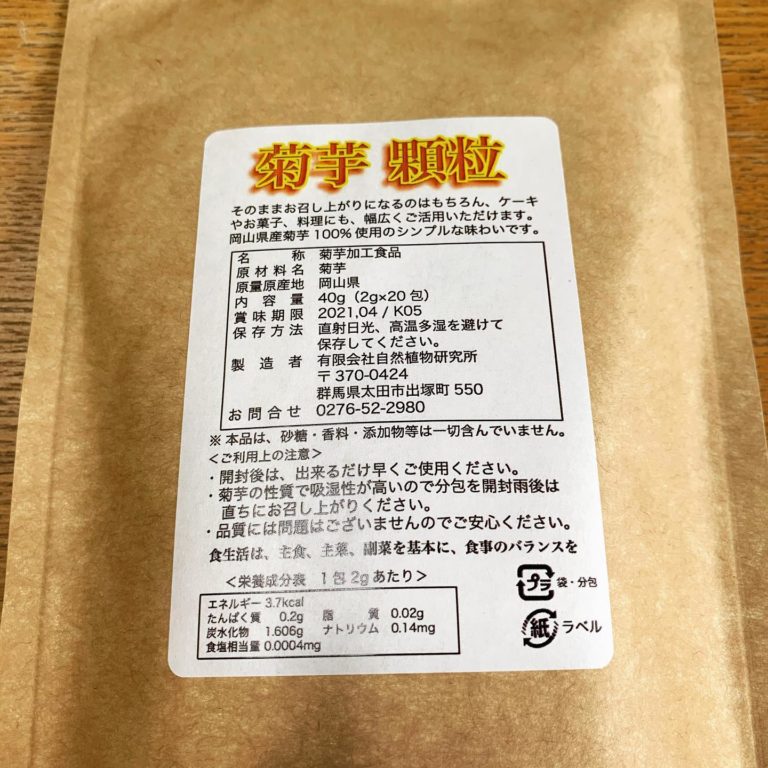 菊芋 顆粒
そのままお召し上がりになるのはもちろん、ケーキ
やお菓子、料理にも、幅広くご活用いただけます。
岡山県産菊芋100%使用のシンプルな味わいです。
名称 菊芋加工食品
原材料名 菊芋
原量原産地 岡山県
内容量 40g（2g×20包）
賞味期限 2021,04 / K05
保存方法 直射日光、高温多湿を避けて
保存してください。
製造者 有限会社自然植物研究所
〒370-0424
群馬県太田市出塚町550
お問合せ 0276-52-2980
※本品は、砂糖・香料・添加物等は一切含んでいません。
＜ご利用上の注意＞
・開封後は、出来るだけ早くご使用ください。
・菊芋の性質で吸湿性が高いので分包を開封雨後は
直ちにお召し上がりください。
・品質には問題はございませんのでご安心ください。
食生活は、主食、主菜、副菜を基本に、食事のバランスを
＜栄養成分表 1包2gあたり＞
エネルギー 3.7kcal
たんぱく質 0.2g 脂質 0.02g
炭水化物 1.606g ナトリウム 0.14mg
食塩相当量 0.0004mg
プラ 袋・分包
紙 ラベル